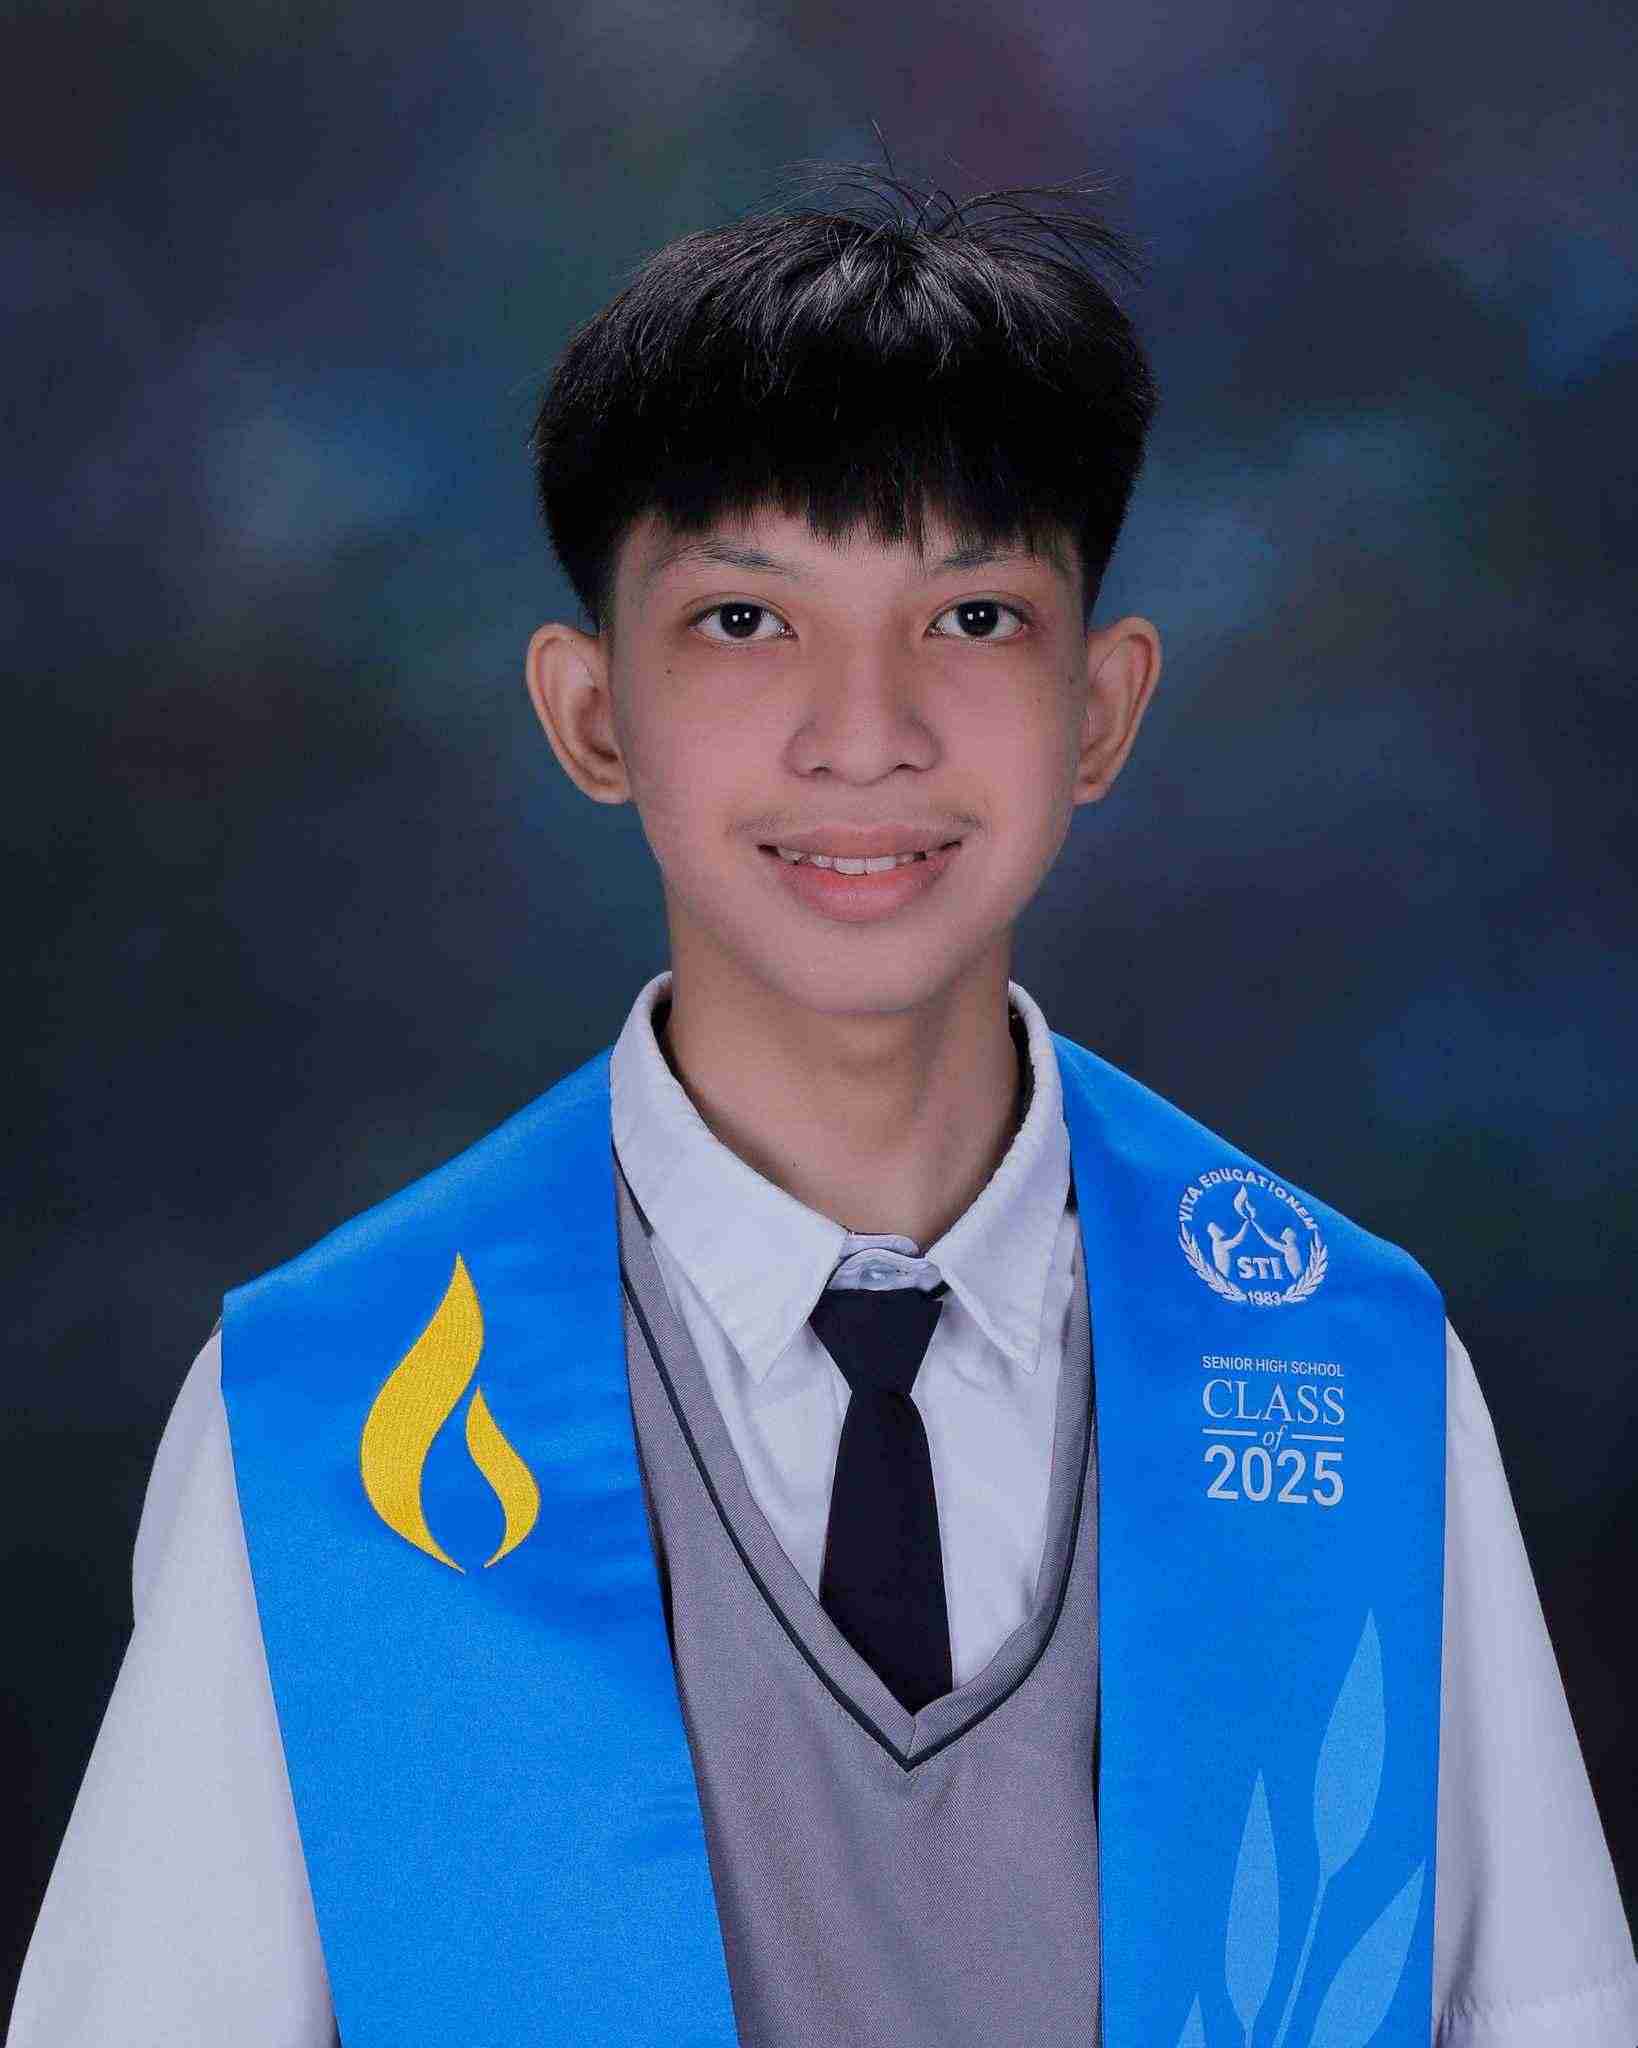 VITA EDUCATIONEM
STI
1983
SENIOR HIGH SCHOOL
CLASS
of
2025